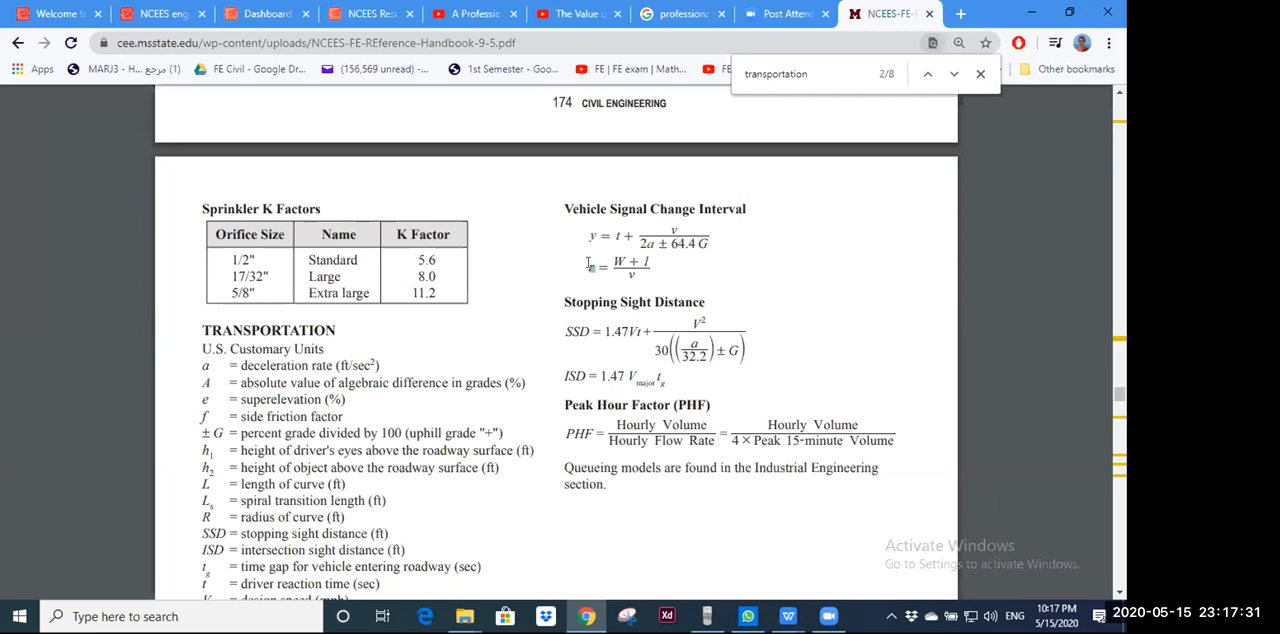 Welcome to
NCEES eng
Dashboard
NCEES Res
A Professic
The Value o
professiona
Post Attend
NCEES-FE-R
cee.msstate.edu/wp-content/uploads/NCEES-FE-REference-Handbook-9-5.pdf
Apps
MARJ3 - H... مرجع (1)
FE Civil - Google Dr...
(156,569 unread) -...
1st Semester - Goo...
FE | FE exam | Math...
FE
Other bookmarks
transportation 2/8
174 CIVIL ENGINEERING
Sprinkler K Factors
Orifice Size Name K Factor
1/2" Standard 5.6
17/32" Large 8.0
5/8" Extra large 11.2
TRANSPORTATION
U.S. Customary Units
a = deceleration rate (ft/sec²)
A = absolute value of algebraic difference in grades (%)
e = superelevation (%)
f = side friction factor
± G = percent grade divided by 100 (uphill grade "+")
h₁ = height of driver's eyes above the roadway surface (ft)
h₂ = height of object above the roadway surface (ft)
L = length of curve (ft)
Lₛ = spiral transition length (ft)
R = radius of curve (ft)
SSD = stopping sight distance (ft)
ISD = intersection sight distance (ft)
t_g = time gap for vehicle entering roadway (sec)
t = driver reaction time (sec)
V = design speed (mph)
Vehicle Signal Change Interval
y = t + v / (2a ± 64.4 G)
= (W + l) / v
Stopping Sight Distance
SSD = 1.47Vt + V² / (30((a/32.2) ± G))
ISD = 1.47 V_major t_g
Peak Hour Factor (PHF)
PHF = Hourly Volume / Hourly Flow Rate = Hourly Volume / (4 × Peak 15-minute Volume)
Queueing models are found in the Industrial Engineering
section.
Activate Windows
Go to Settings to activate Windows.
Type here to search
Xd
W
ENG
10:17 PM
5/15/2020
2020-05-15 23:17:31